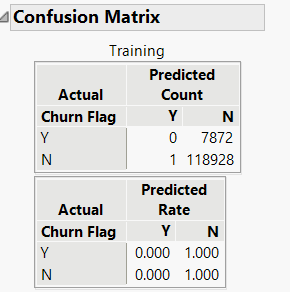 Confusion Matrix
Training
Actual Predicted Count
Churn Flag Y N
Y 0 7872
N 1 118928
Actual Predicted Rate
Churn Flag Y N
Y 0.000 1.000
N 0.000 1.000